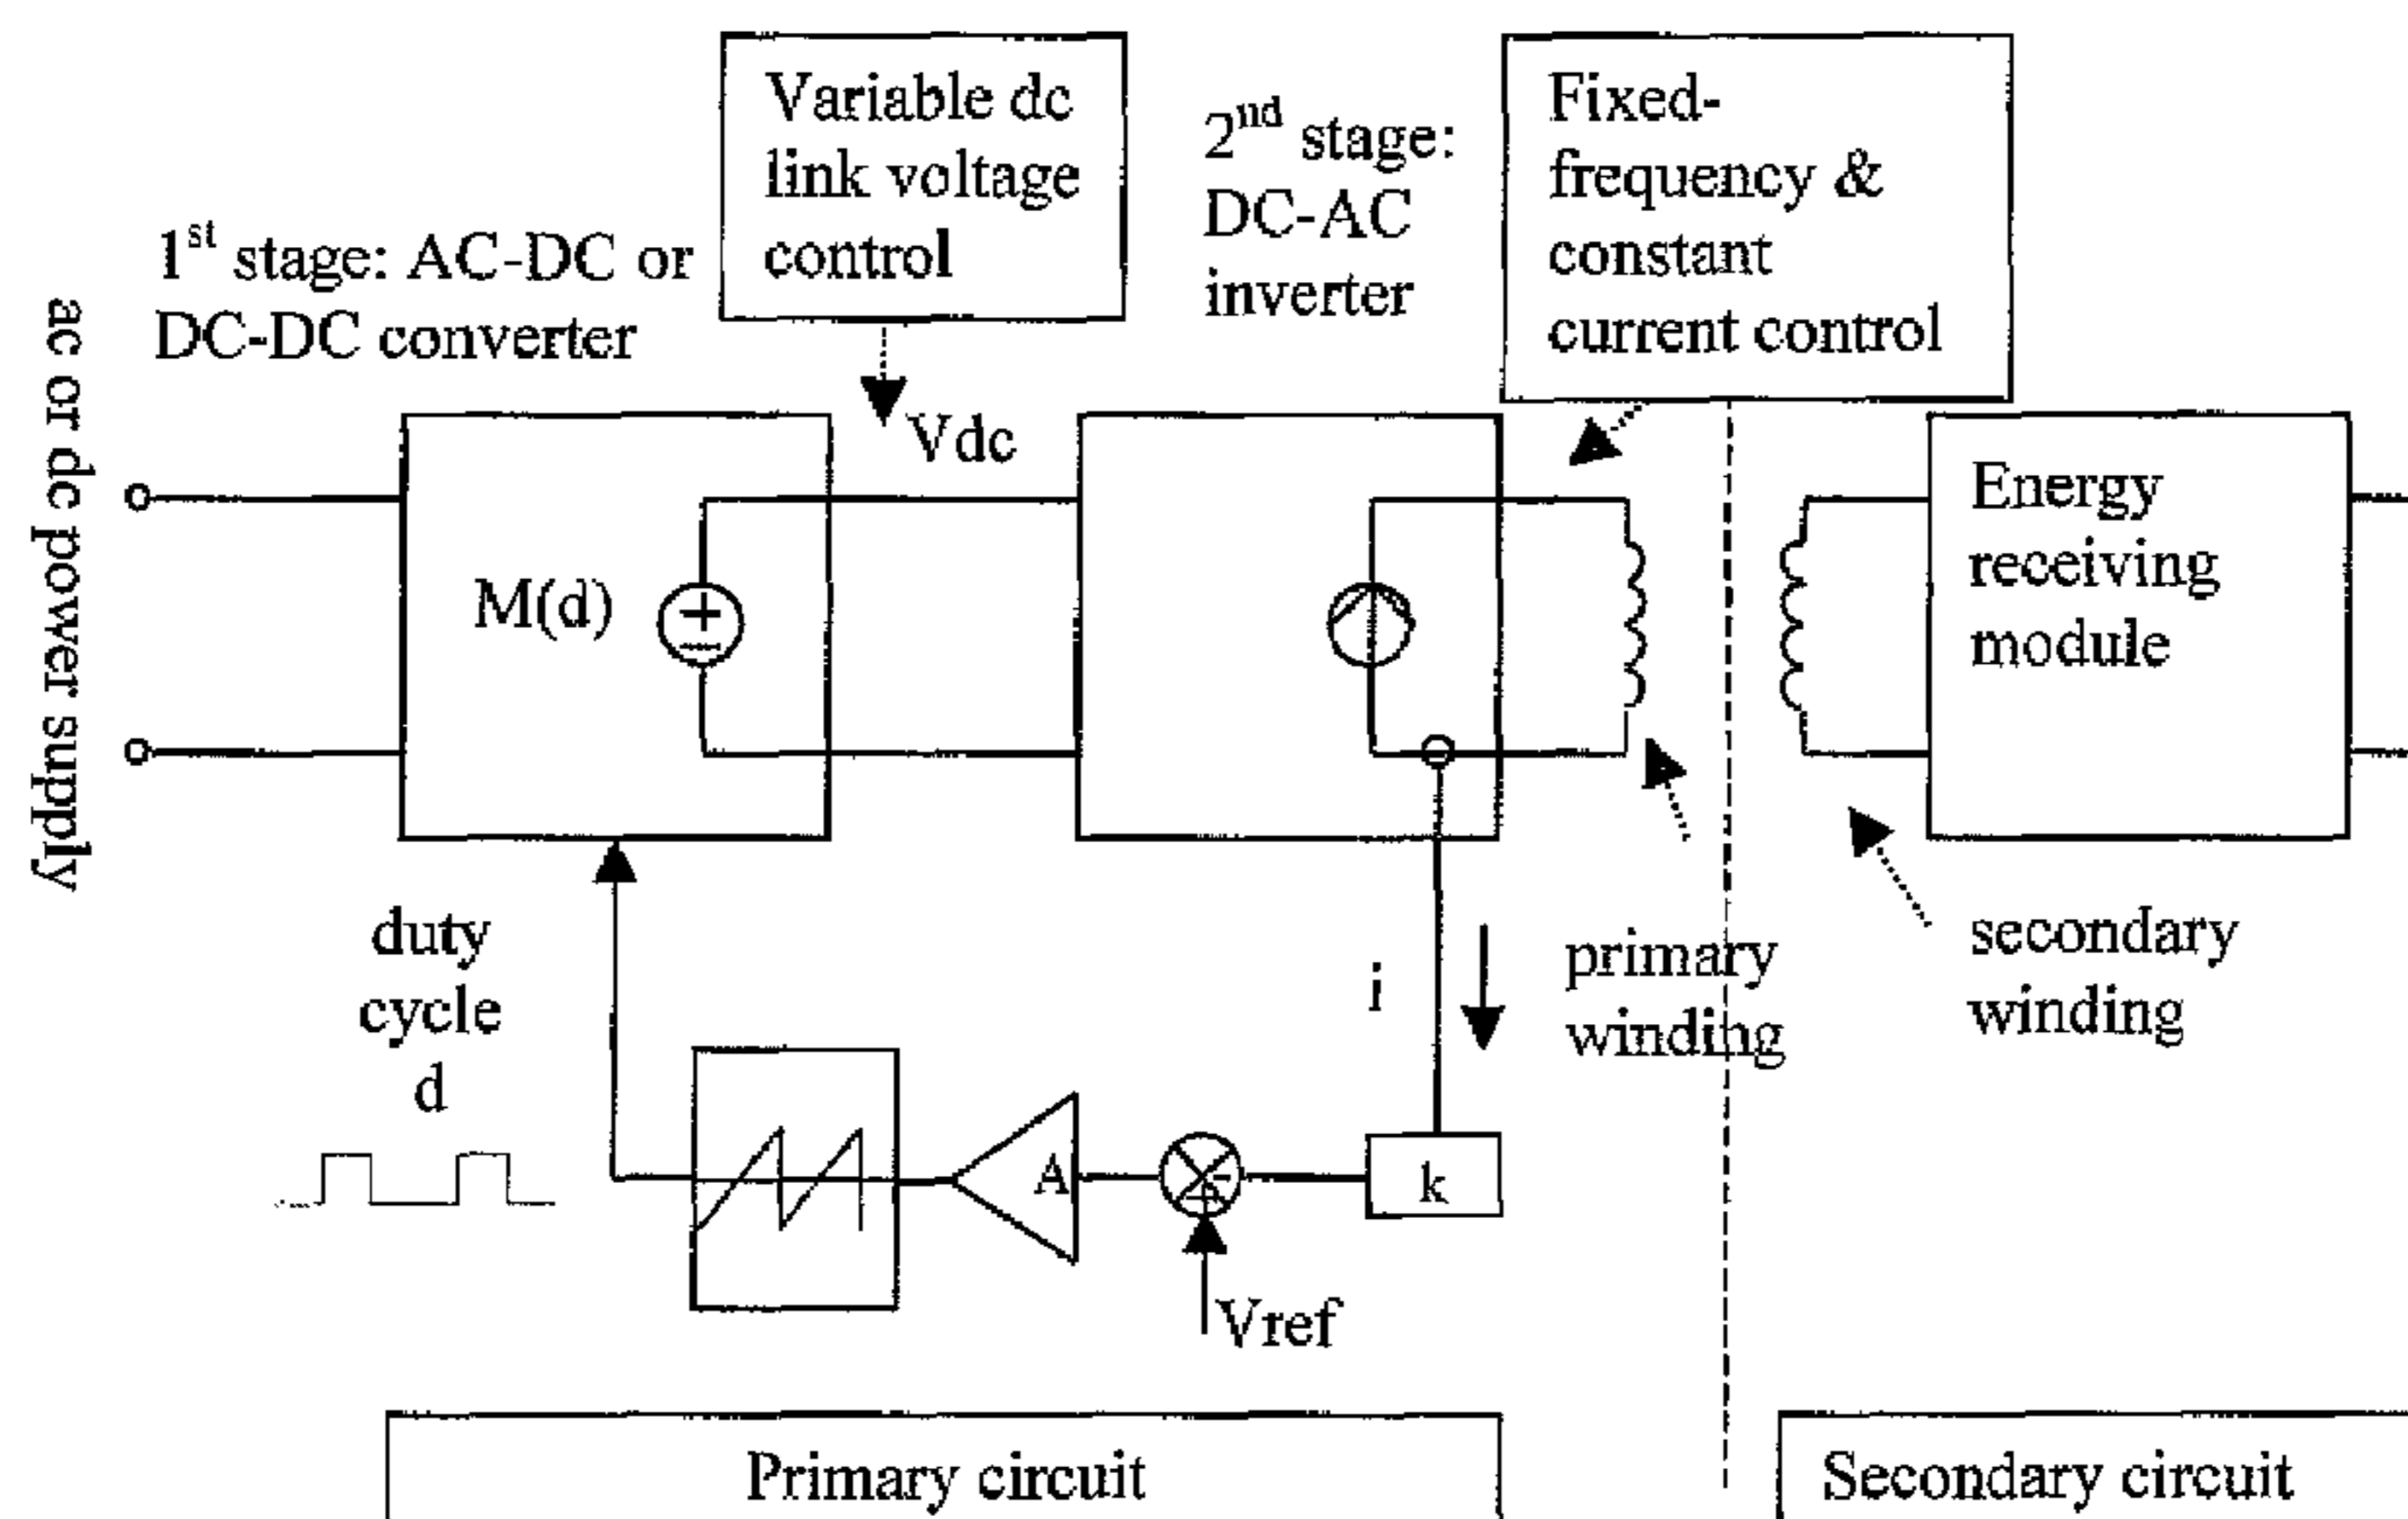 Variable dc
link voltage
control
2nd stage:
DC-AC
inverter
Fixed-
frequency &
constant
current control
1st stage: AC-DC or
DC-DC converter
ac or dc power supply
Vdc
M(d)
+
−
Energy
receiving
module
duty
cycle
d
i
primary
winding
secondary
winding
A
-
+
k
Vref
Primary circuit
Secondary circuit